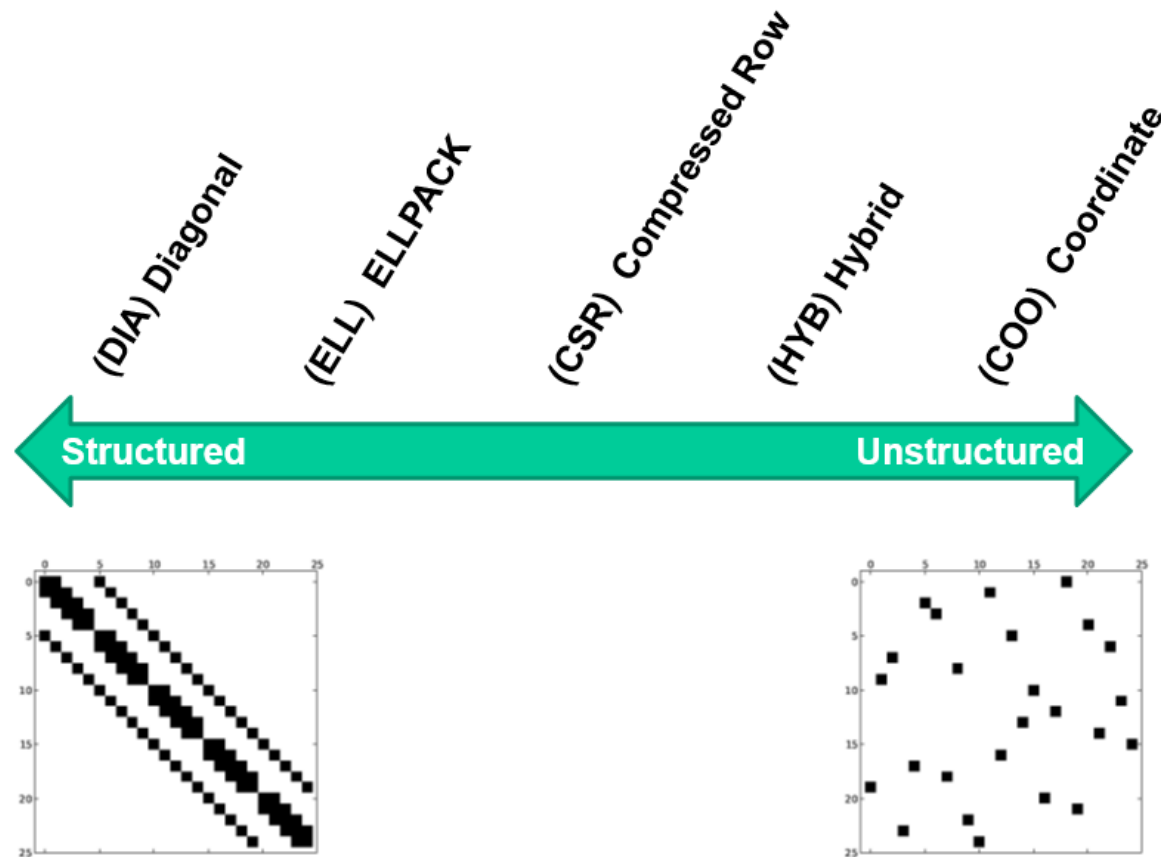 (DIA) Diagonal
(ELL) ELLPACK
(CSR) Compressed Row
(HYB) Hybrid
(COO) Coordinate
Structured
Unstructured
0 5 10 15 20 25
0
5
10
15
20
25
0 5 10 15 20 25
0
5
10
15
20
25